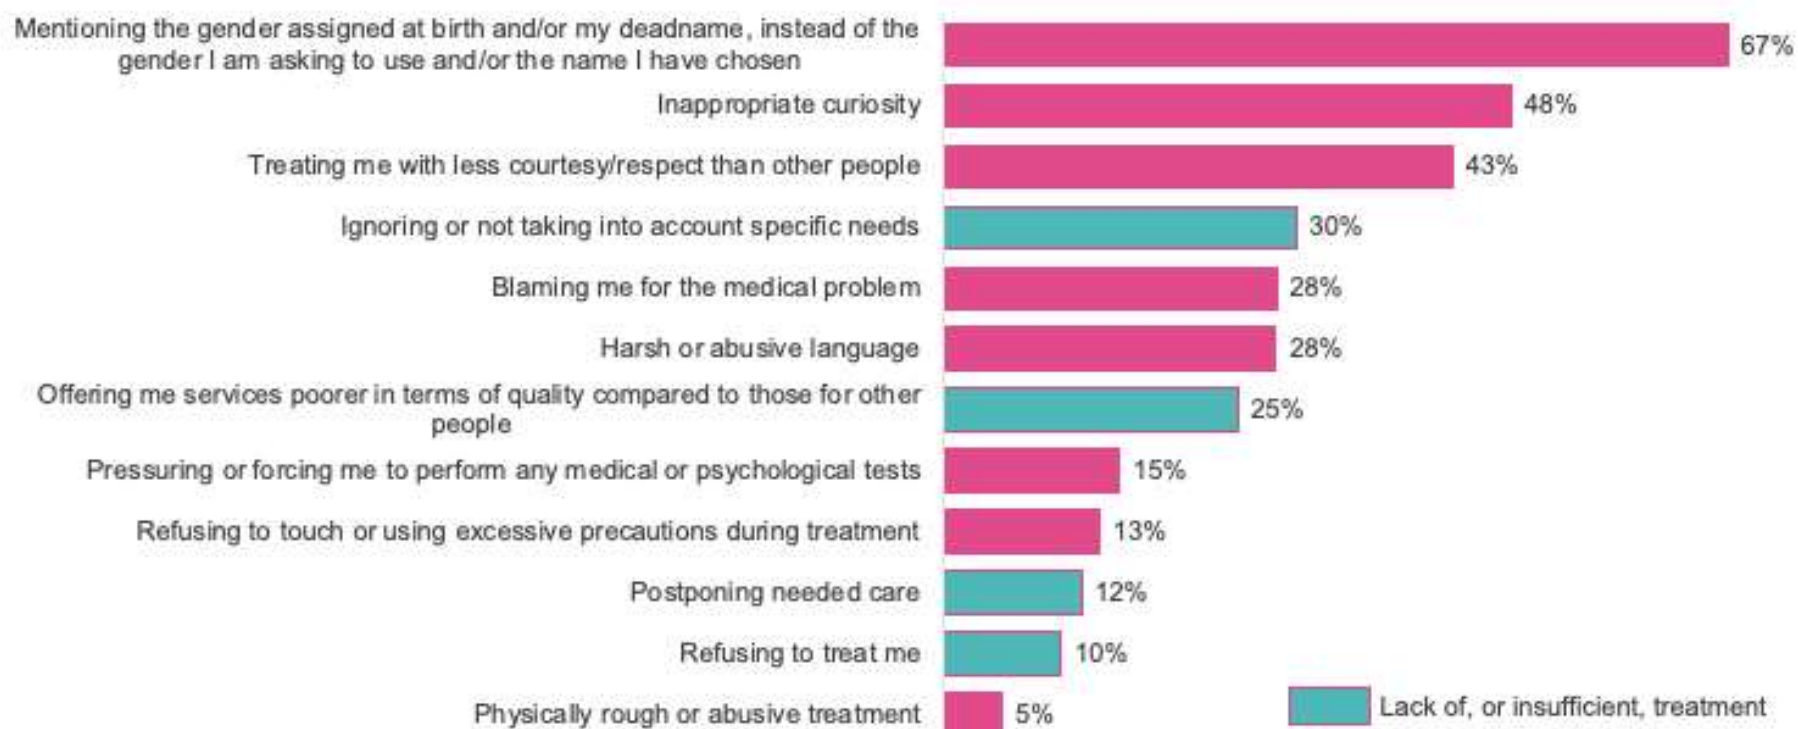 Mentioning the gender assigned at birth and/or my deadname, instead of the
gender I am asking to use and/or the name I have chosen
67%
Inappropriate curiosity
48%
Treating me with less courtesy/respect than other people
43%
Ignoring or not taking into account specific needs
30%
Blaming me for the medical problem
28%
Harsh or abusive language
28%
Offering me services poorer in terms of quality compared to those for other
people
25%
Pressuring or forcing me to perform any medical or psychological tests
15%
Refusing to touch or using excessive precautions during treatment
13%
Postponing needed care
12%
Refusing to treat me
10%
Physically rough or abusive treatment
5%
Lack of, or insufficient, treatment